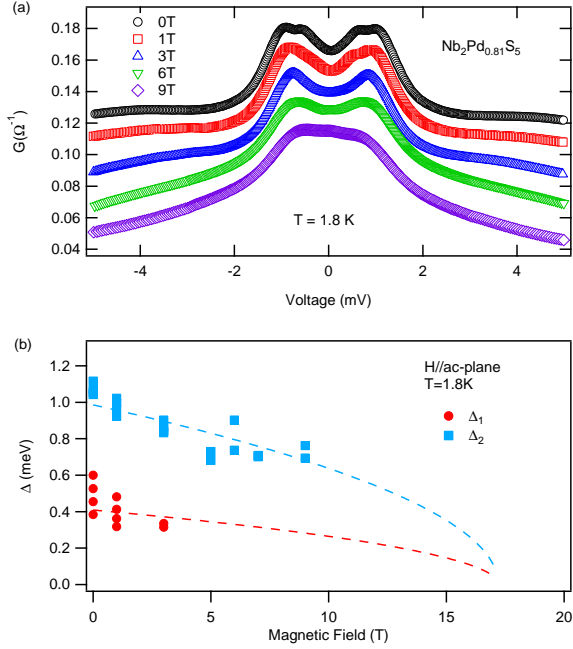 (a)
0.18
0.16
0.14
0.12
0.10
0.08
0.06
0.04
G(Ω⁻¹)
0T
1T
3T
6T
9T
Nb₂Pd₀.₈₁S₅
T = 1.8 K
-4 -2 0 2 4
Voltage (mV)
(b)
1.2
1.0
0.8
0.6
0.4
0.2
0.0
Δ (meV)
H//ac-plane
T=1.8K
Δ₁
Δ₂
0 5 10 15 20
Magnetic Field (T)